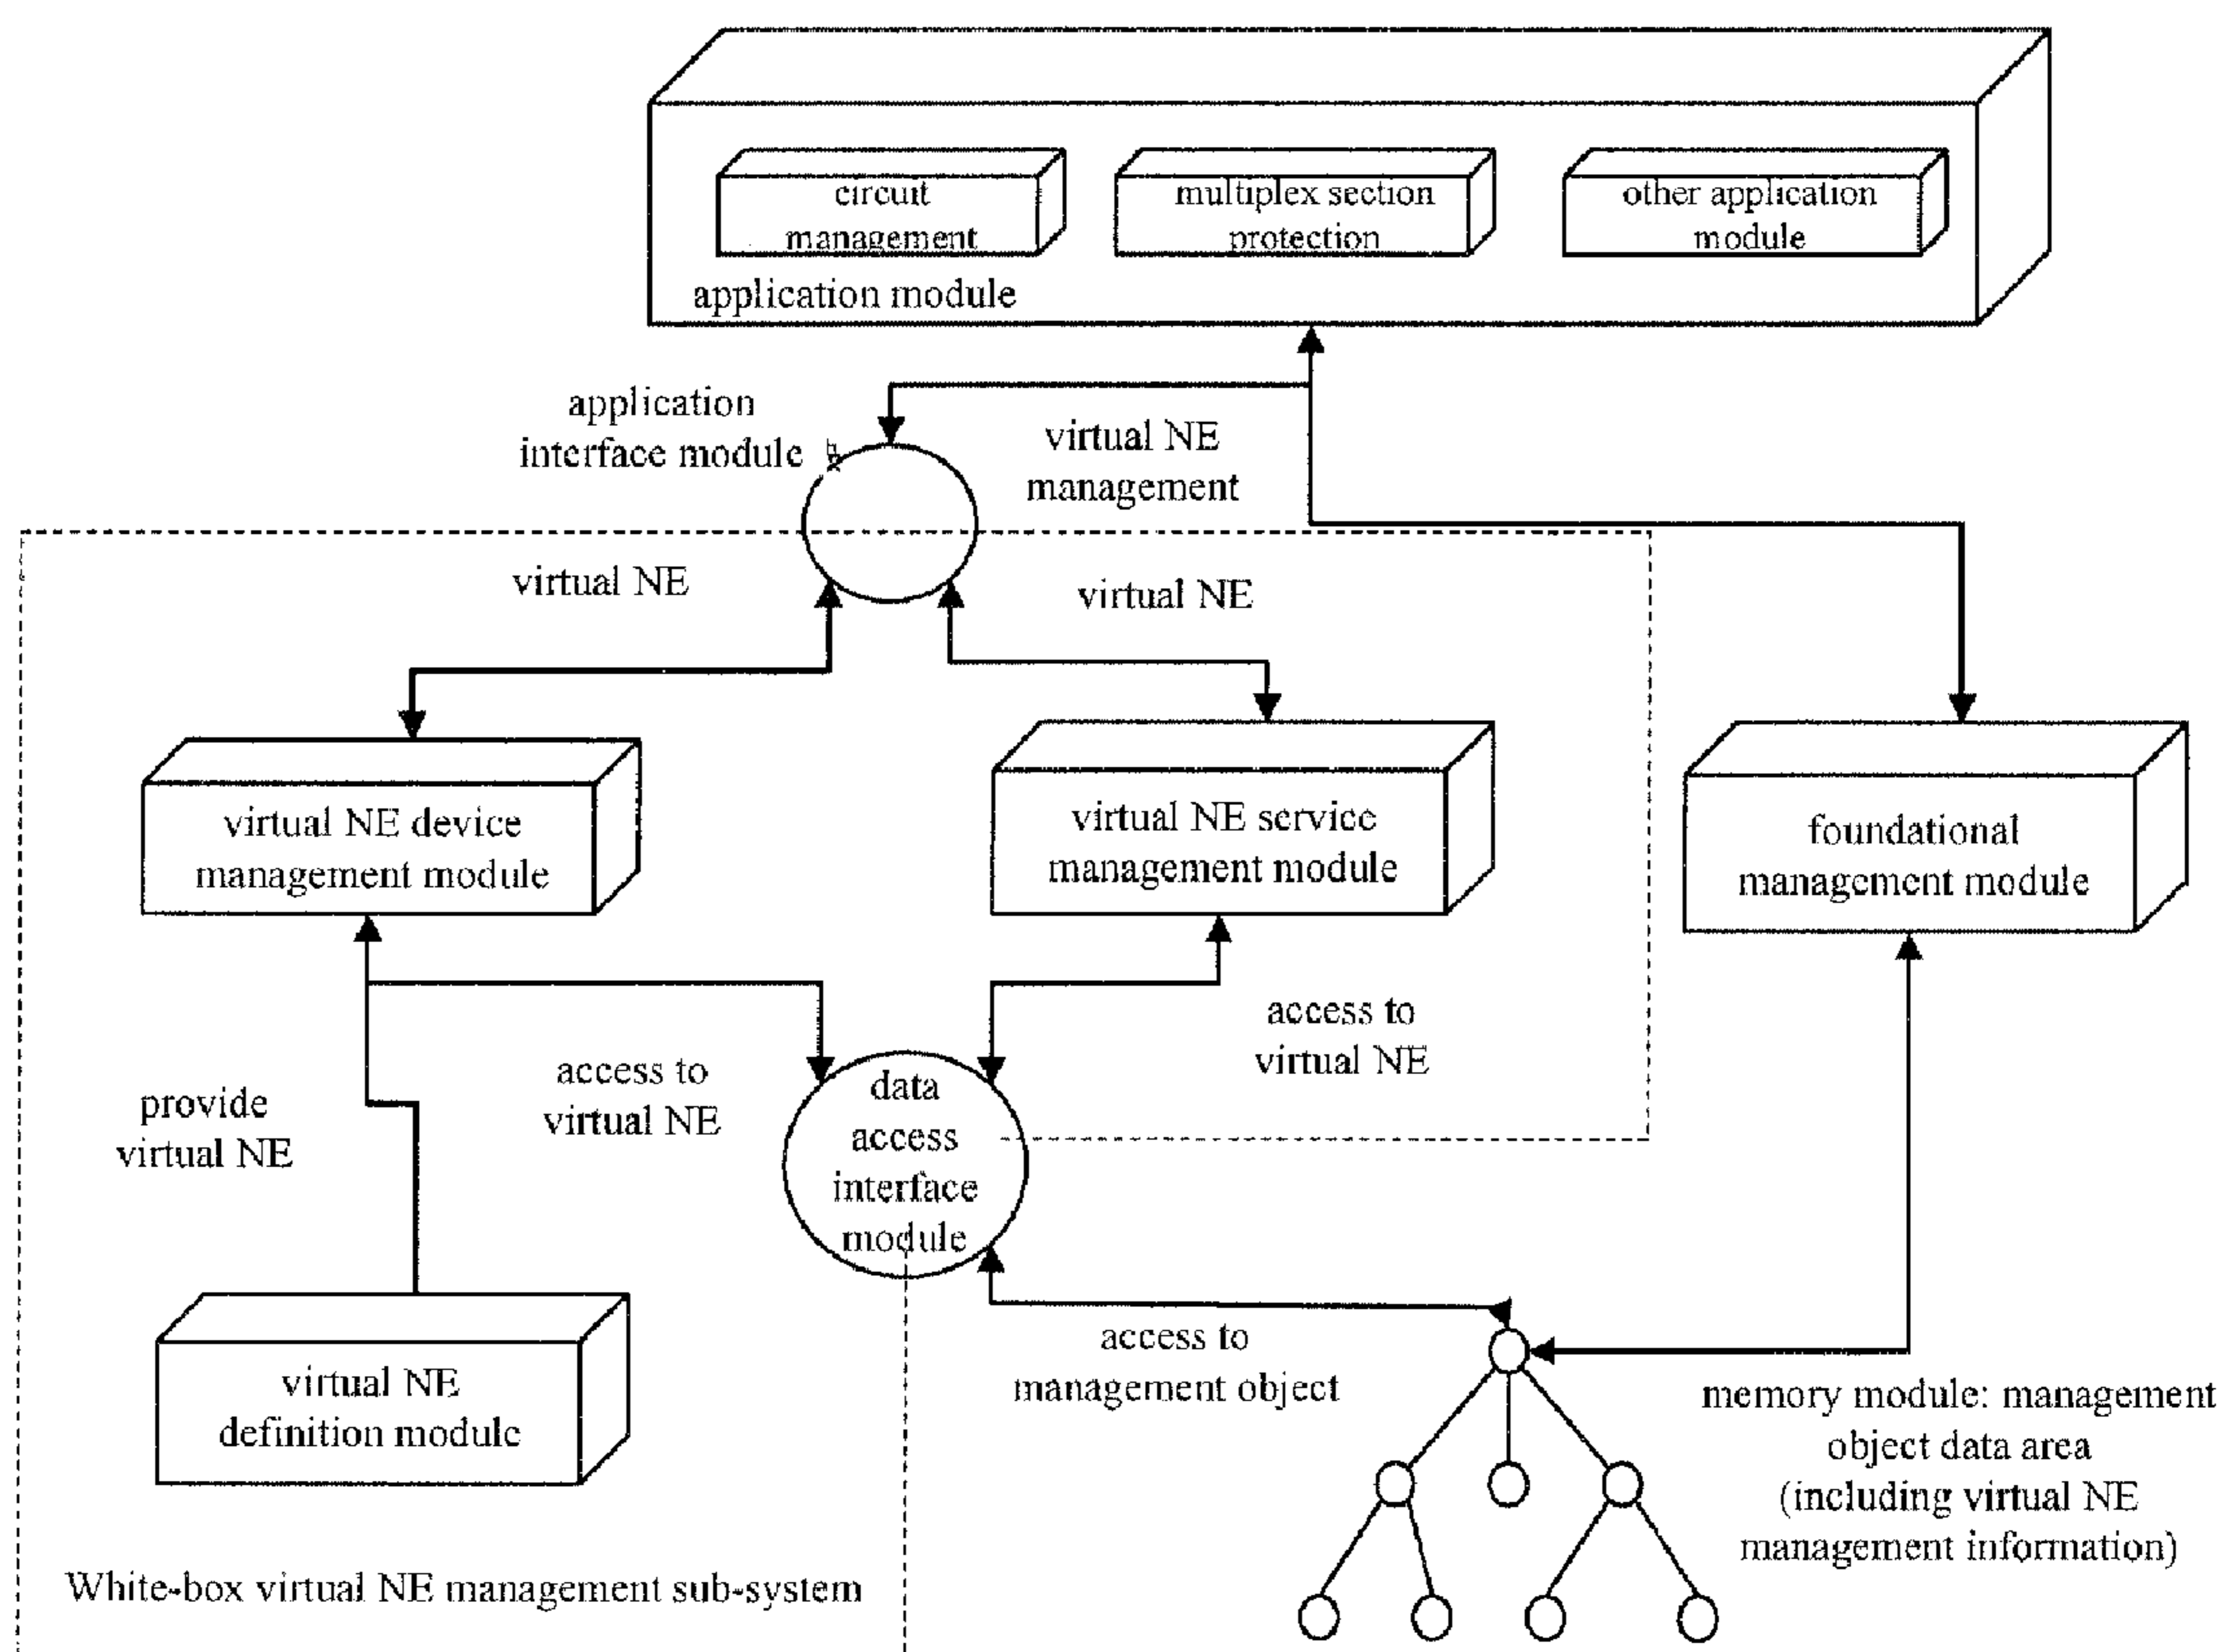 circuit
management
multiplex section
protection
other application
module
application module
application
interface module
virtual NE
management
virtual NE
virtual NE
virtual NE device
management module
virtual NE service
management module
foundational
management module
access to
virtual NE
access to
virtual NE
provide
virtual NE
data
access
interface
module
access to
management object
virtual NE
definition module
memory module: management
object data area
(including virtual NE
management information)
White-box virtual NE management sub-system